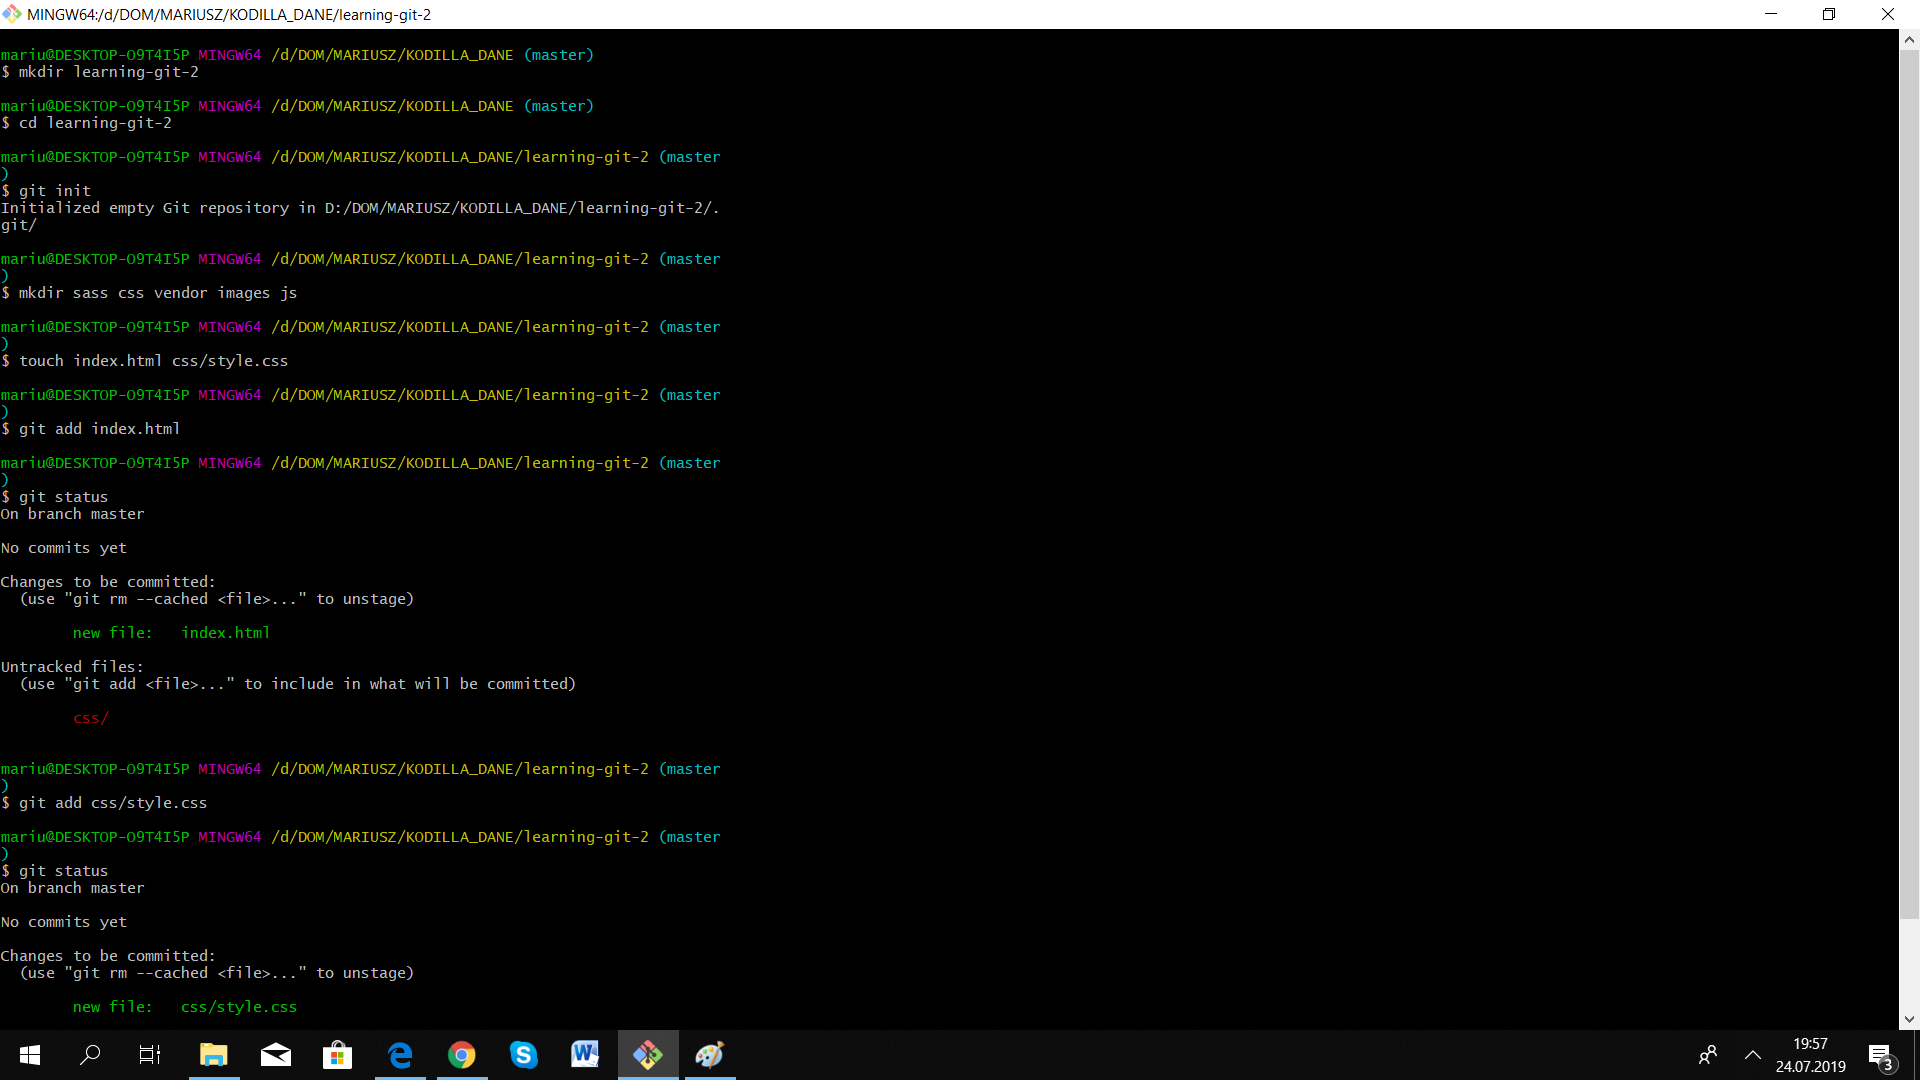 MINGW64:/d/DOM/MARIUSZ/KODILLA_DANE/learning-git-2
mariu@DESKTOP-O9T4I5P MINGW64 /d/DOM/MARIUSZ/KODILLA_DANE (master)
$ mkdir learning-git-2
mariu@DESKTOP-O9T4I5P MINGW64 /d/DOM/MARIUSZ/KODILLA_DANE (master)
$ cd learning-git-2
mariu@DESKTOP-O9T4I5P MINGW64 /d/DOM/MARIUSZ/KODILLA_DANE/learning-git-2 (master
)
$ git init
Initialized empty Git repository in D:/DOM/MARIUSZ/KODILLA_DANE/learning-git-2/.
git/
mariu@DESKTOP-O9T4I5P MINGW64 /d/DOM/MARIUSZ/KODILLA_DANE/learning-git-2 (master
)
$ mkdir sass css vendor images js
mariu@DESKTOP-O9T4I5P MINGW64 /d/DOM/MARIUSZ/KODILLA_DANE/learning-git-2 (master
)
$ touch index.html css/style.css
mariu@DESKTOP-O9T4I5P MINGW64 /d/DOM/MARIUSZ/KODILLA_DANE/learning-git-2 (master
)
$ git add index.html
mariu@DESKTOP-O9T4I5P MINGW64 /d/DOM/MARIUSZ/KODILLA_DANE/learning-git-2 (master
)
$ git status
On branch master
No commits yet
Changes to be committed:
  (use "git rm --cached <file>..." to unstage)
        new file:   index.html
Untracked files:
  (use "git add <file>..." to include in what will be committed)
        css/
mariu@DESKTOP-O9T4I5P MINGW64 /d/DOM/MARIUSZ/KODILLA_DANE/learning-git-2 (master
)
$ git add css/style.css
mariu@DESKTOP-O9T4I5P MINGW64 /d/DOM/MARIUSZ/KODILLA_DANE/learning-git-2 (master
)
$ git status
On branch master
No commits yet
Changes to be committed:
  (use "git rm --cached <file>..." to unstage)
        new file:   css/style.css
19:57
24.07.2019
3